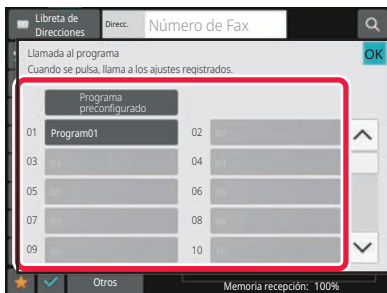 Libreta de
Direcciones
Direcc.
Número de Fax
Llamada al programa
OK
Cuando se pulsa, llama a los ajustes registrados.
Programa
preconfigurado
01 Program01 02
03 04
05 06
07 08
09 10
Otros
Memoria recepción: 100%